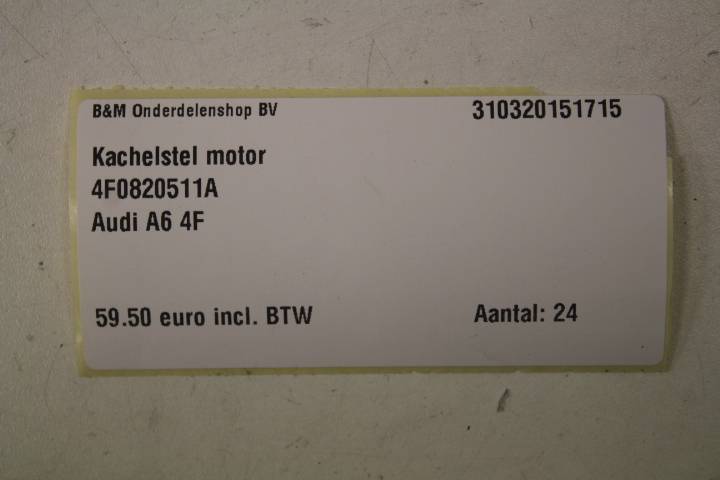 B&M Onderdelenshop BV 310320151715
Kachelstel motor
4F0820511A
Audi A6 4F
59.50 euro incl. BTW Aantal: 24